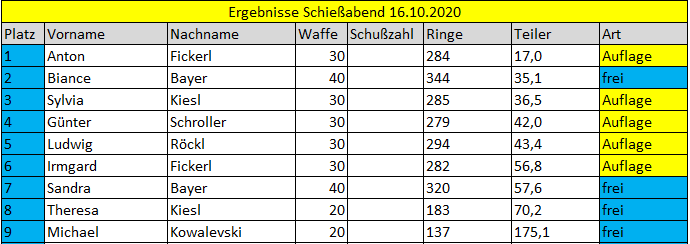 Ergebnisse Schießabend 16.10.2020
Platz Vorname Nachname Waffe Schußzahl Ringe Teiler Art
1 Anton Fickerl 30 284 17,0 Auflage
2 Biance Bayer 40 344 35,1 frei
3 Sylvia Kiesl 30 285 36,5 Auflage
4 Günter Schroller 30 279 42,0 Auflage
5 Ludwig Röckl 30 294 43,4 Auflage
6 Irmgard Fickerl 30 282 56,8 Auflage
7 Sandra Bayer 40 320 57,6 frei
8 Theresa Kiesl 20 183 70,2 frei
9 Michael Kowalevski 20 137 175,1 frei